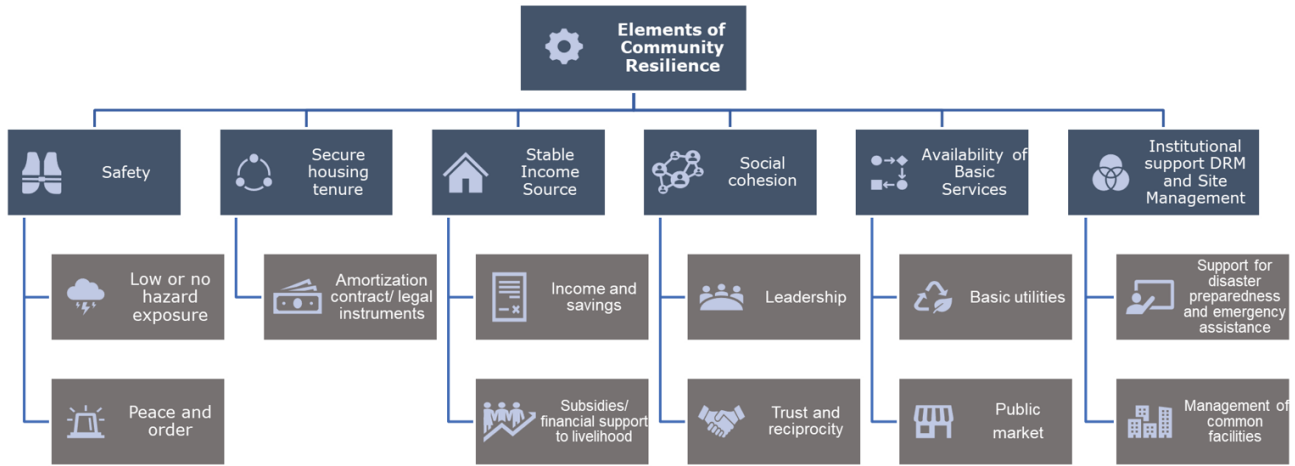 Elements of
Community
Resilience
Safety
Secure
housing
tenure
Stable
Income
Source
Social
cohesion
Availability of
Basic
Services
Institutional
support DRM
and Site
Management
Low or no
hazard
exposure
Amortization
contract/ legal
instruments
Income and
savings
Leadership
Basic utilities
Support for
disaster
preparedness
and emergency
assistance
Peace and
order
Subsidies/
financial support
to livelihood
Trust and
reciprocity
Public
market
Management of
common
facilities